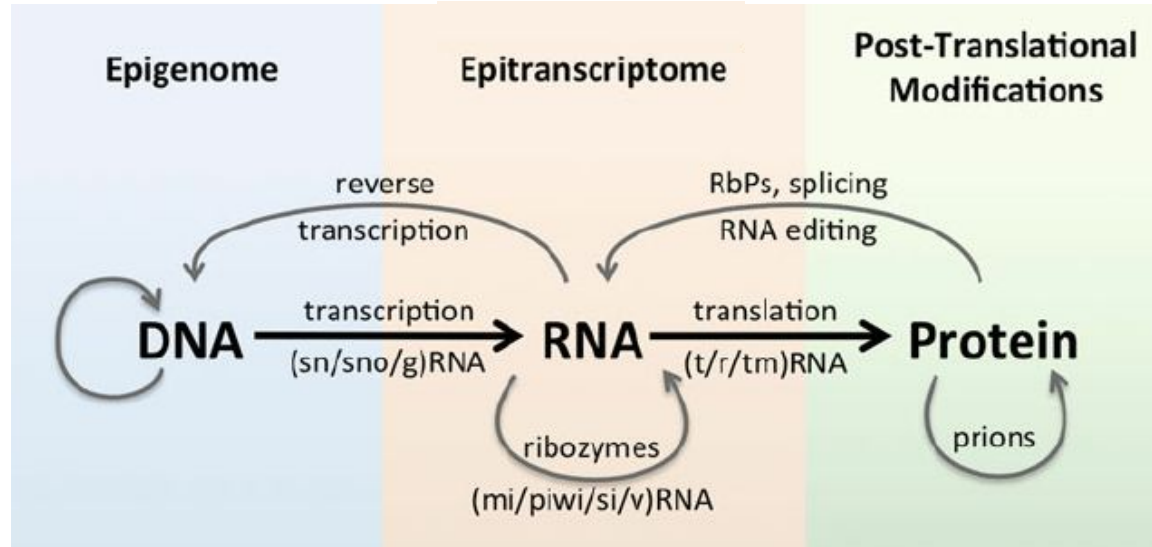 Epigenome
Epitranscriptome
Post-Translational
Modifications
reverse
transcription
RbPs, splicing
RNA editing
DNA
transcription
(sn/sno/g)RNA
RNA
translation
(t/r/tm)RNA
Protein
ribozymes
(mi/piwi/si/v)RNA
prions